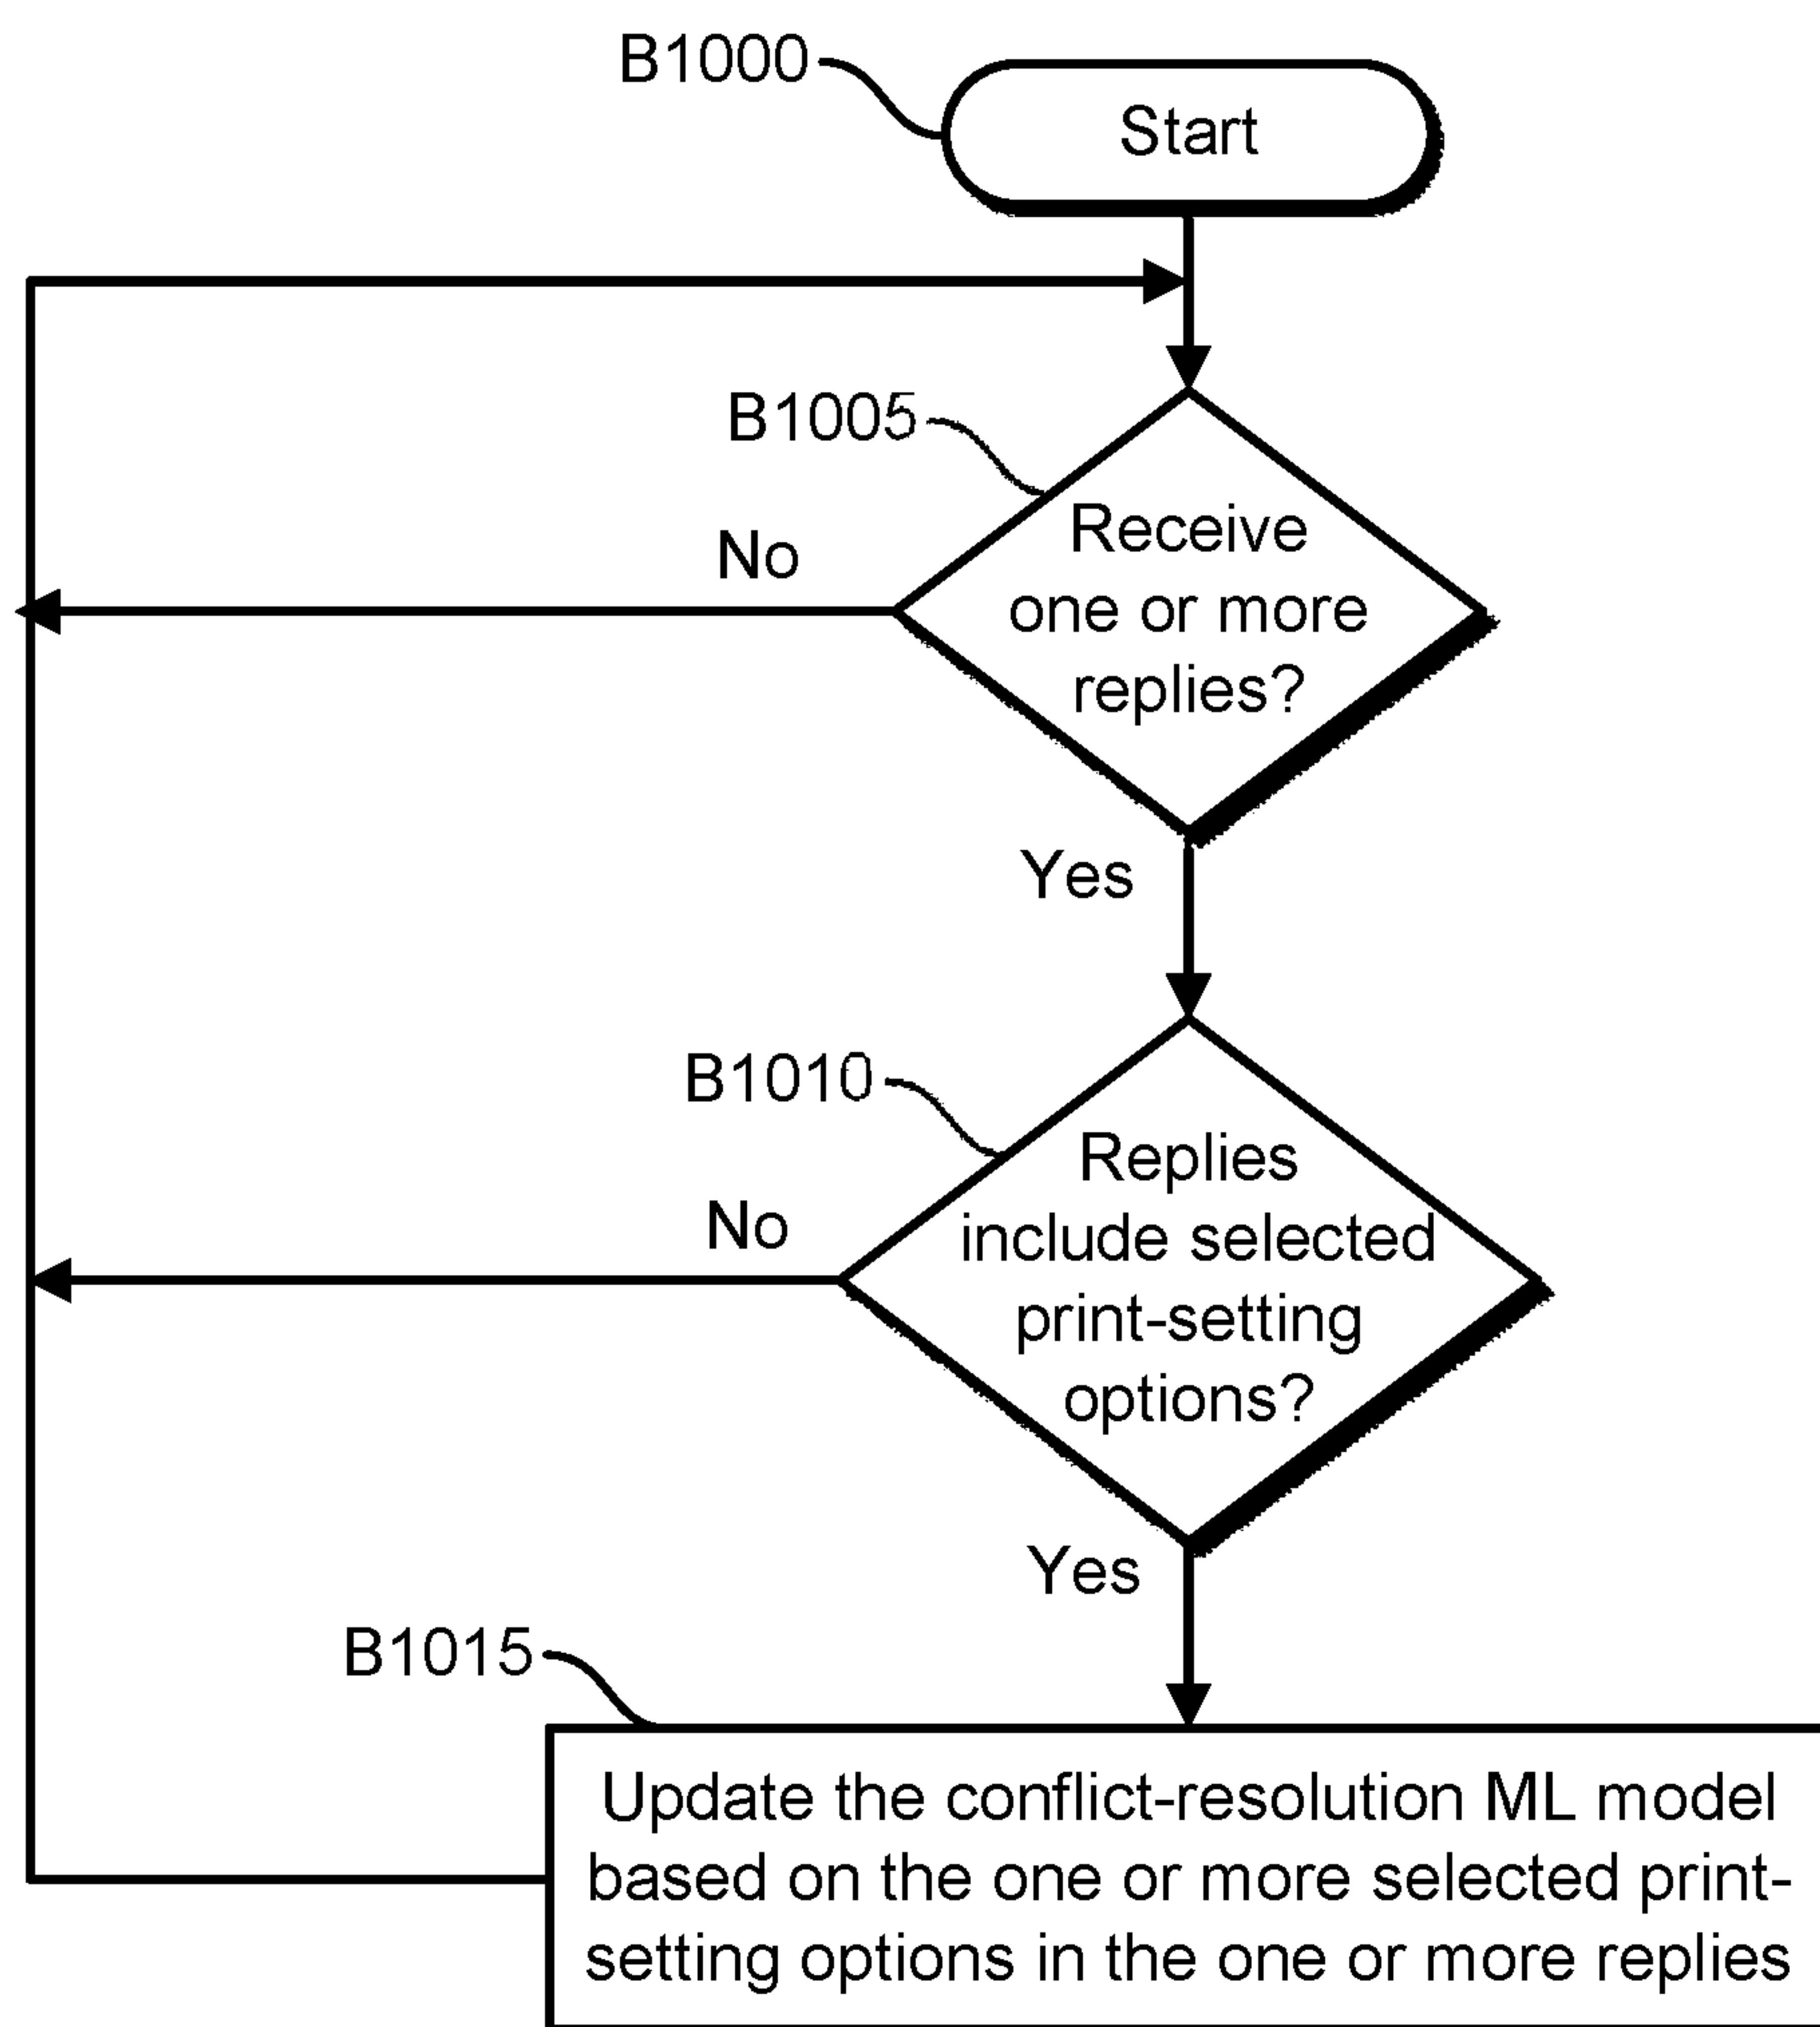 B1000
Start
B1005
Receive
one or more
replies?
No
Yes
B1010
Replies
include selected
print-setting
options?
No
Yes
B1015
Update the conflict-resolution ML model
based on the one or more selected print-
setting options in the one or more replies